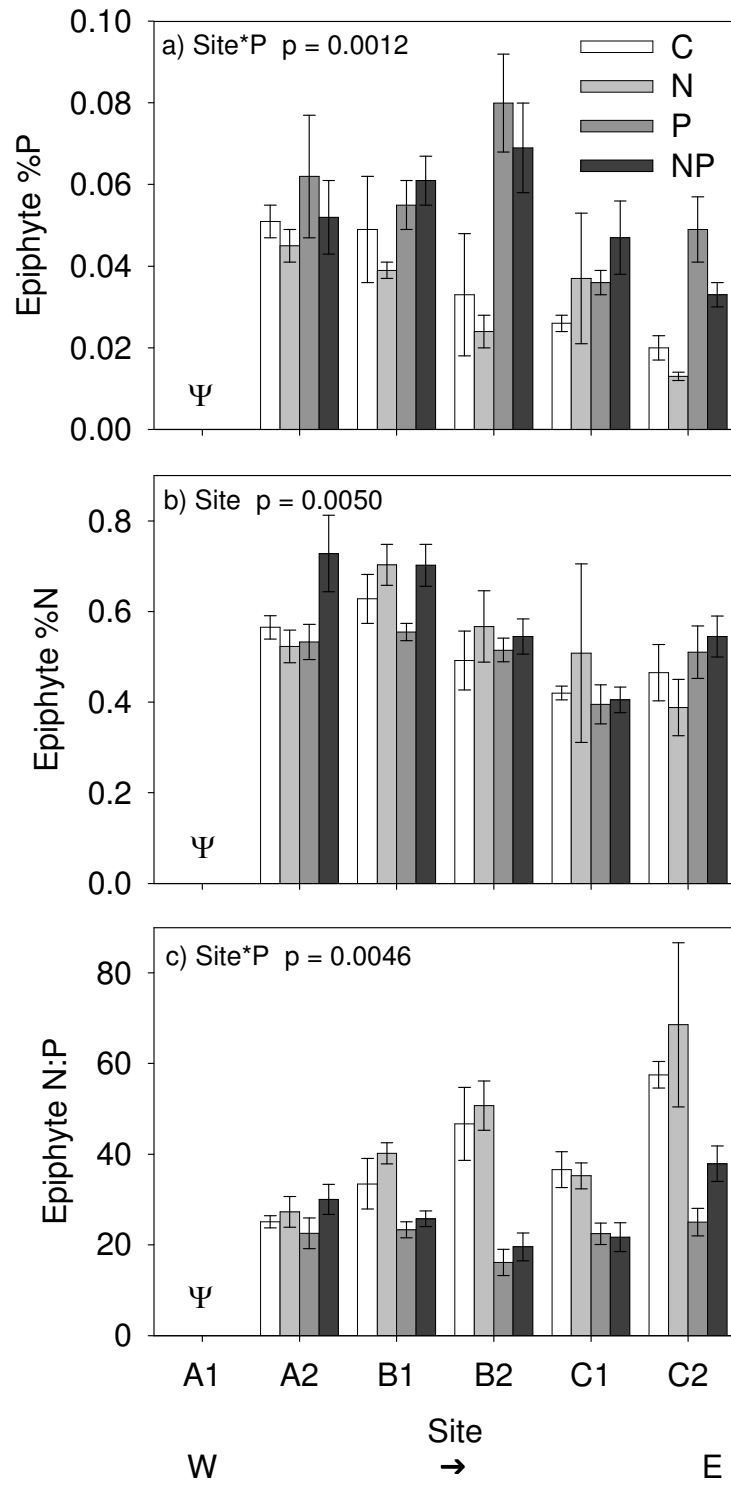 a) Site*P p = 0.0012
C
N
P
NP
Epiphyte %P
0.10
0.08
0.06
0.04
0.02
0.00
Ψ
b) Site p = 0.0050
Epiphyte %N
0.8
0.6
0.4
0.2
0.0
Ψ
c) Site*P p = 0.0046
Epiphyte N:P
80
60
40
20
0
Ψ
A1 A2 B1 B2 C1 C2
Site
W ➔ E